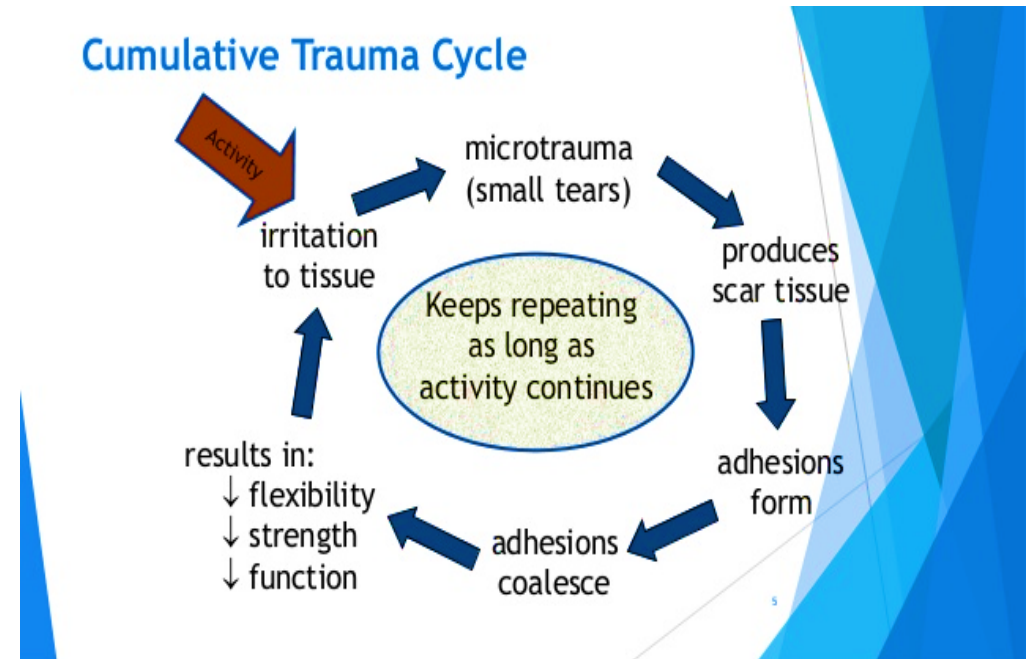 Cumulative Trauma Cycle
Activity
irritation
to tissue
microtrauma
(small tears)
produces
scar tissue
adhesions
form
adhesions
coalesce
results in:
↓ flexibility
↓ strength
↓ function
Keeps repeating
as long as
activity continues
5